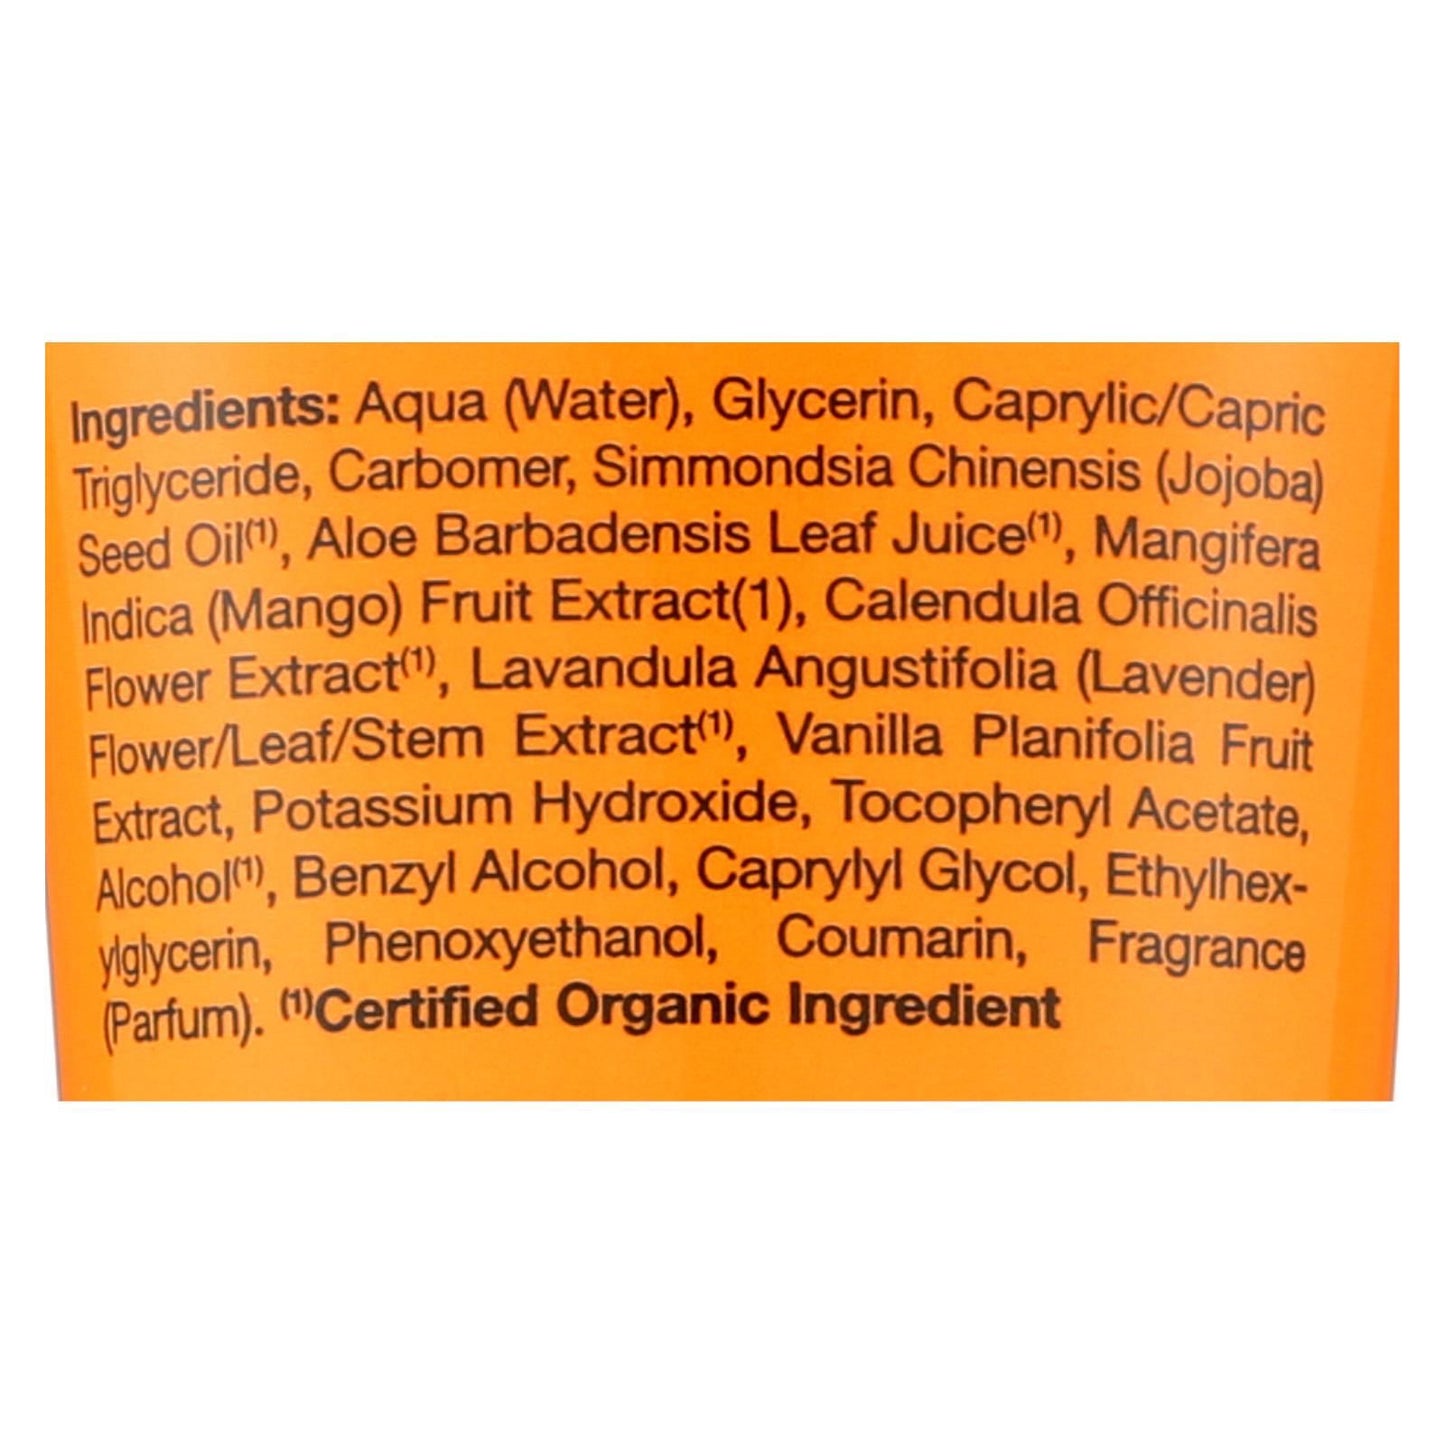 Ingredients: Aqua (Water), Glycerin, Caprylic/Capric
Triglyceride, Carbomer, Simmondsia Chinensis (Jojoba)
Seed Oil⁽¹⁾, Aloe Barbadensis Leaf Juice⁽¹⁾, Mangifera
Indica (Mango) Fruit Extract(1), Calendula Officinalis
Flower Extract⁽¹⁾, Lavandula Angustifolia (Lavender)
Flower/Leaf/Stem Extract⁽¹⁾, Vanilla Planifolia Fruit
Extract, Potassium Hydroxide, Tocopheryl Acetate,
Alcohol⁽¹⁾, Benzyl Alcohol, Caprylyl Glycol, Ethylhex-
ylglycerin, Phenoxyethanol, Coumarin, Fragrance
(Parfum). ⁽¹⁾Certified Organic Ingredient